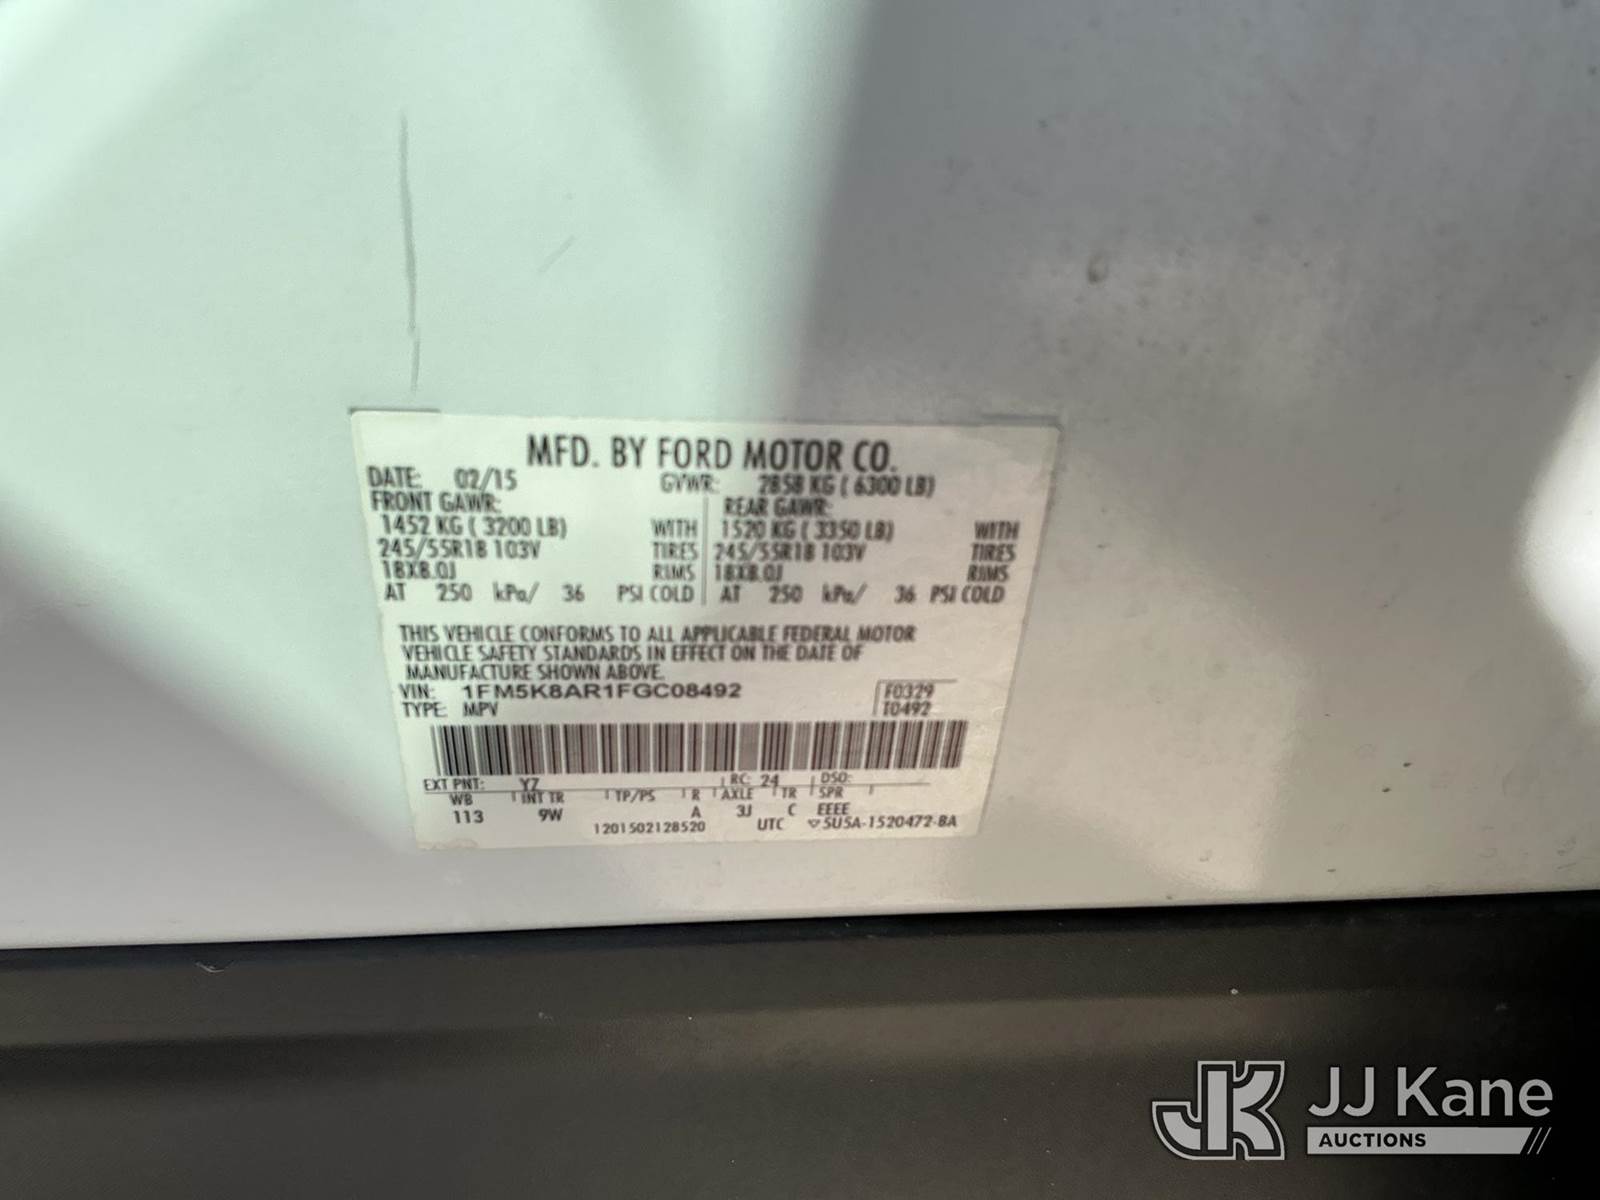 MFD. BY FORD MOTOR CO.
DATE: 02/15 GVWR: 2858 KG ( 6300 LB)
FRONT GAWR: REAR GAWR:
1452 KG ( 3200 LB) WITH 1520 KG ( 3350 LB) WITH
245/55R18 103V TIRES 245/55R18 103V TIRES
18X8.0J RIMS 18X8.0J RIMS
AT 250 kPa/ 36 PSI COLD AT 250 kPa/ 36 PSI COLD
THIS VEHICLE CONFORMS TO ALL APPLICABLE FEDERAL MOTOR
VEHICLE SAFETY STANDARDS IN EFFECT ON THE DATE OF
MANUFACTURE SHOWN ABOVE.
VIN: 1FM5K8AR1FGC08492 F0329
TYPE: MPV T0492
EXT PNT: YZ RC: 24 DSO:
WB INT TR TP/PS R AXLE TR SPR
113 9W A 3J C EEEE
1201502128520 UTC ▽5U5A-1520472-BA
JK JJ Kane
AUCTIONS